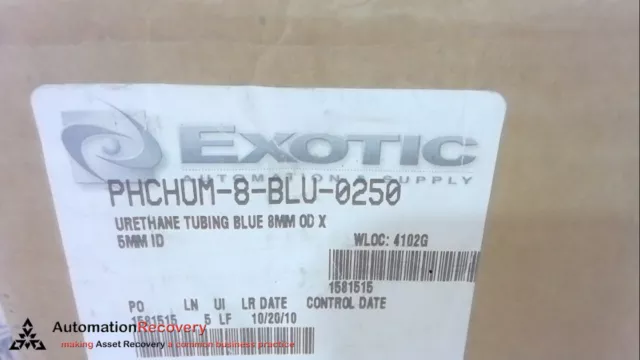 EXOTIC
AUTOMATION & SUPPLY
PHCHOM-8-BLU-0250
URETHANE TUBING BLUE 8MM OD X
5MM ID
WLOC: 4102G
1581515
PO LN UI LR DATE CONTROL DATE
1581515 5 LF 10/20/10
AutomationRecovery
making Asset Recovery a common business practice